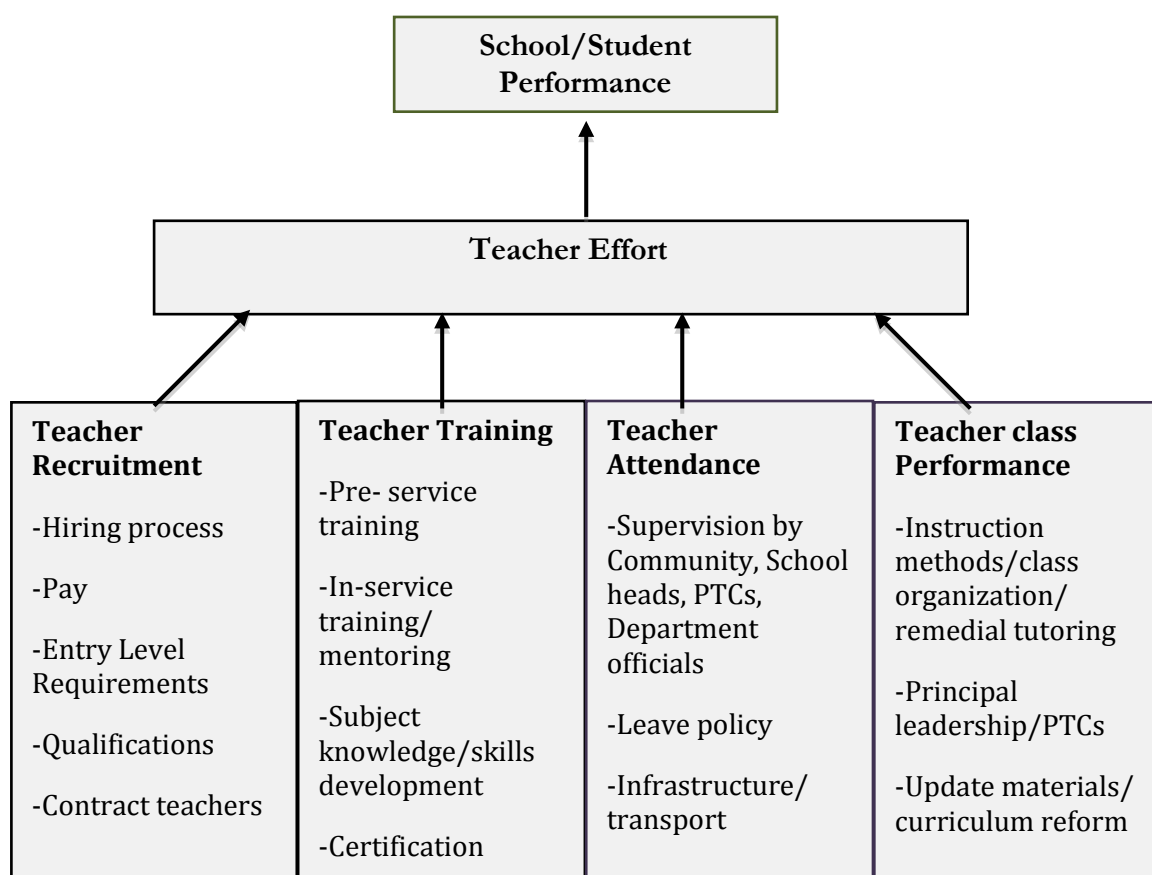 School/Student
Performance
Teacher Effort
Teacher
Recruitment
-Hiring process
-Pay
-Entry Level
Requirements
-Qualifications
-Contract teachers
Teacher Training
-Pre- service
training
-In-service
training/
mentoring
-Subject
knowledge/skills
development
-Certification
Teacher
Attendance
-Supervision by
Community, School
heads, PTCs,
Department
officials
-Leave policy
-Infrastructure/
transport
Teacher class
Performance
-Instruction
methods/class
organization/
remedial tutoring
-Principal
leadership/PTCs
-Update materials/
curriculum reform